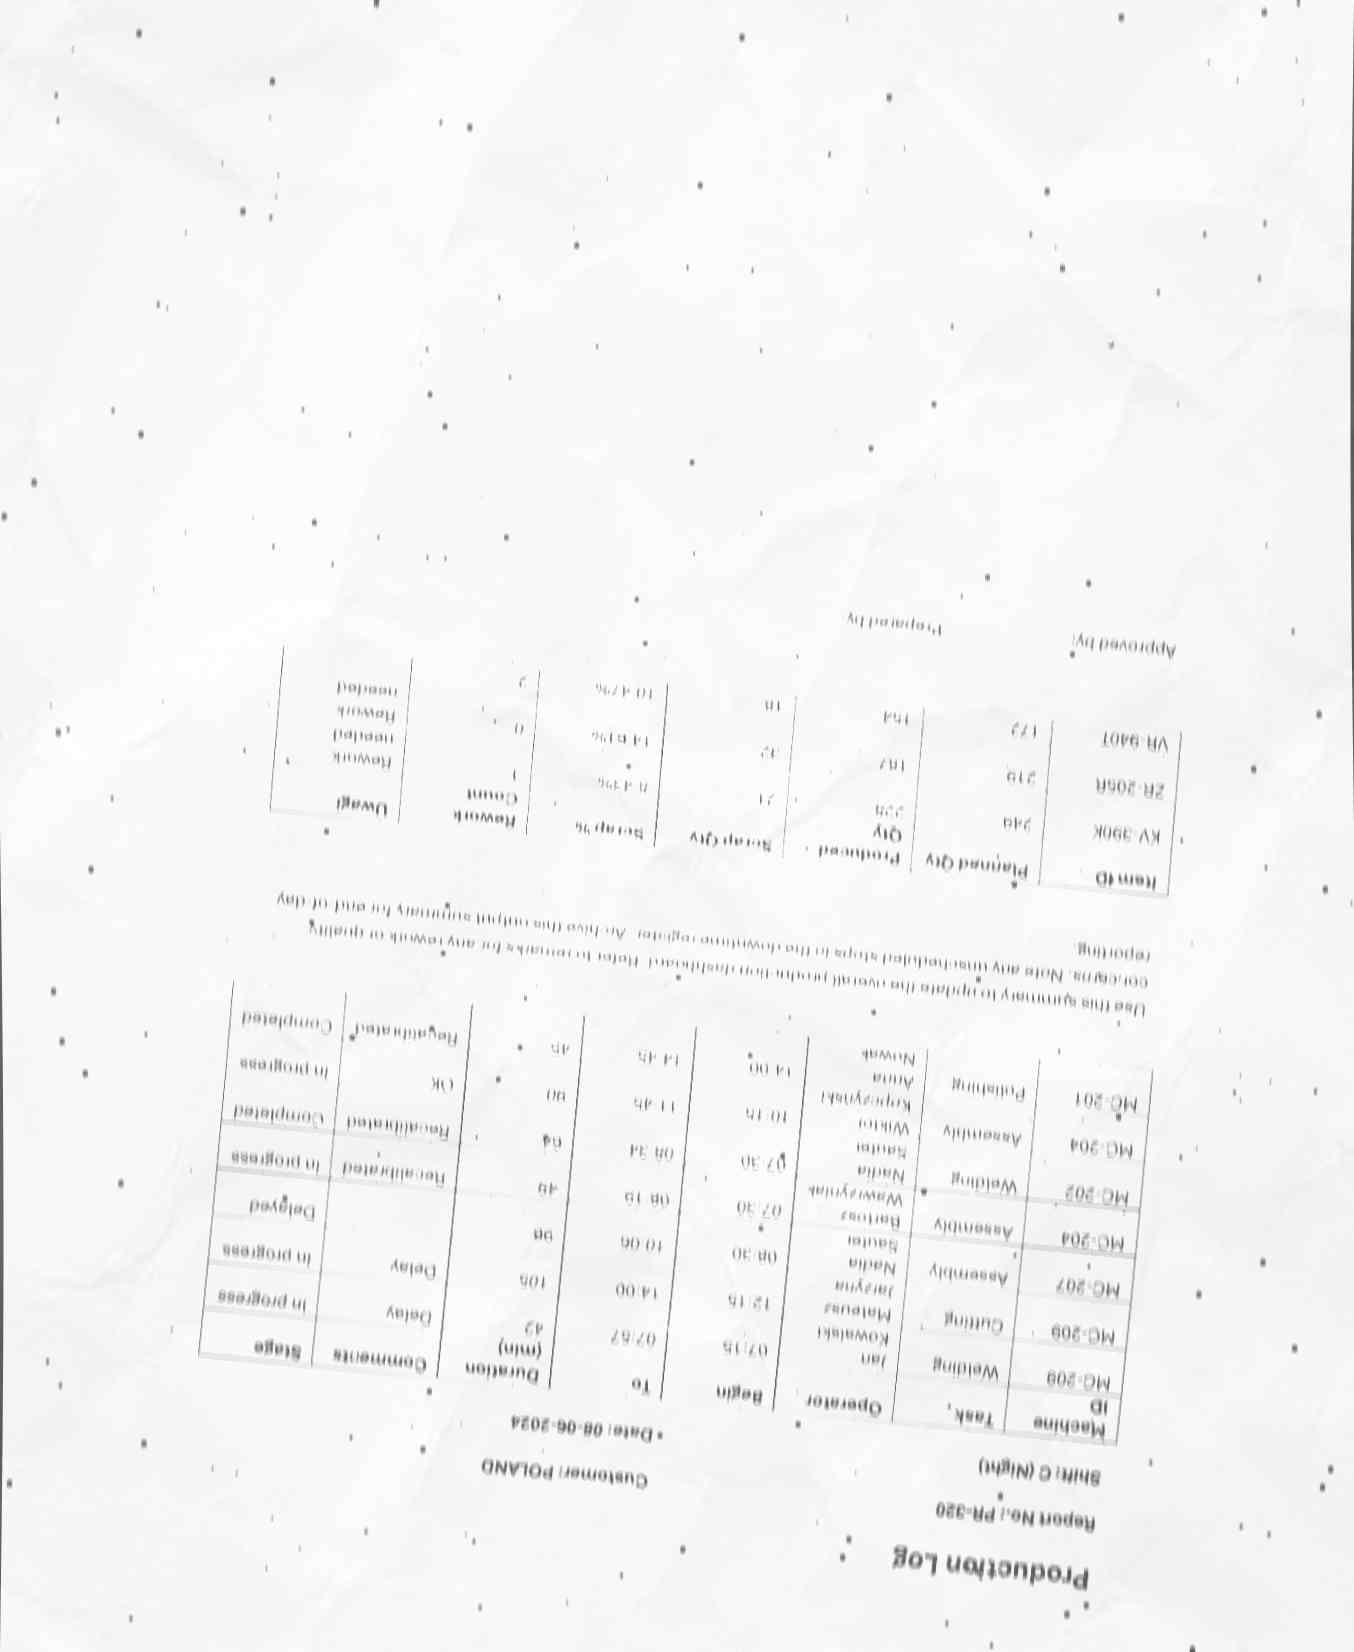 Production Log
Report No.: PR-320
Shift: C (Night)
Customer: POLAND
• Date: 08-06-2024
Machine ID Task Operator Begin To Duration (min) Comments Stage
MC-209 Welding Jan Kowalski 07:15 07:57 42 Delay In progress
MC-209 Cutting Mateusz Jarzyna 12:15 14:00 105 Delay In progress
MC-207 Assembly Nadia Sauter 08:30 10:06 96 Delayed
MC-204 Assembly Bartosz Wawrzyniak 07:30 08:19 49 Recalibrated In progress
MC-202 Welding Nadia Sauter 07:30 08:34 64 Recalibrated Completed
MC-204 Assembly Wiktor Kopczynski 10:15 11:45 90 OK In progress
MC-201 Polishing Anna Nowak 14:00 14:45 45 Recalibrated Completed
Use this summary to update the overall production dashboard. Refer to remarks for any rework or quality
concerns. Note any unscheduled stops in the downtime register. Archive this output summary for end-of-day
reporting.
Item ID Planned Qty Produced Qty Scrap Qty Scrap % Rework Count Uwagi
KV-390K 249 228 21 8.43% 1 Rework needed
ZR-205R 219 187 32 14.61% 0 Rework needed
VR-940T 172 154 18 10.47% 2
Approved by: Prepared by